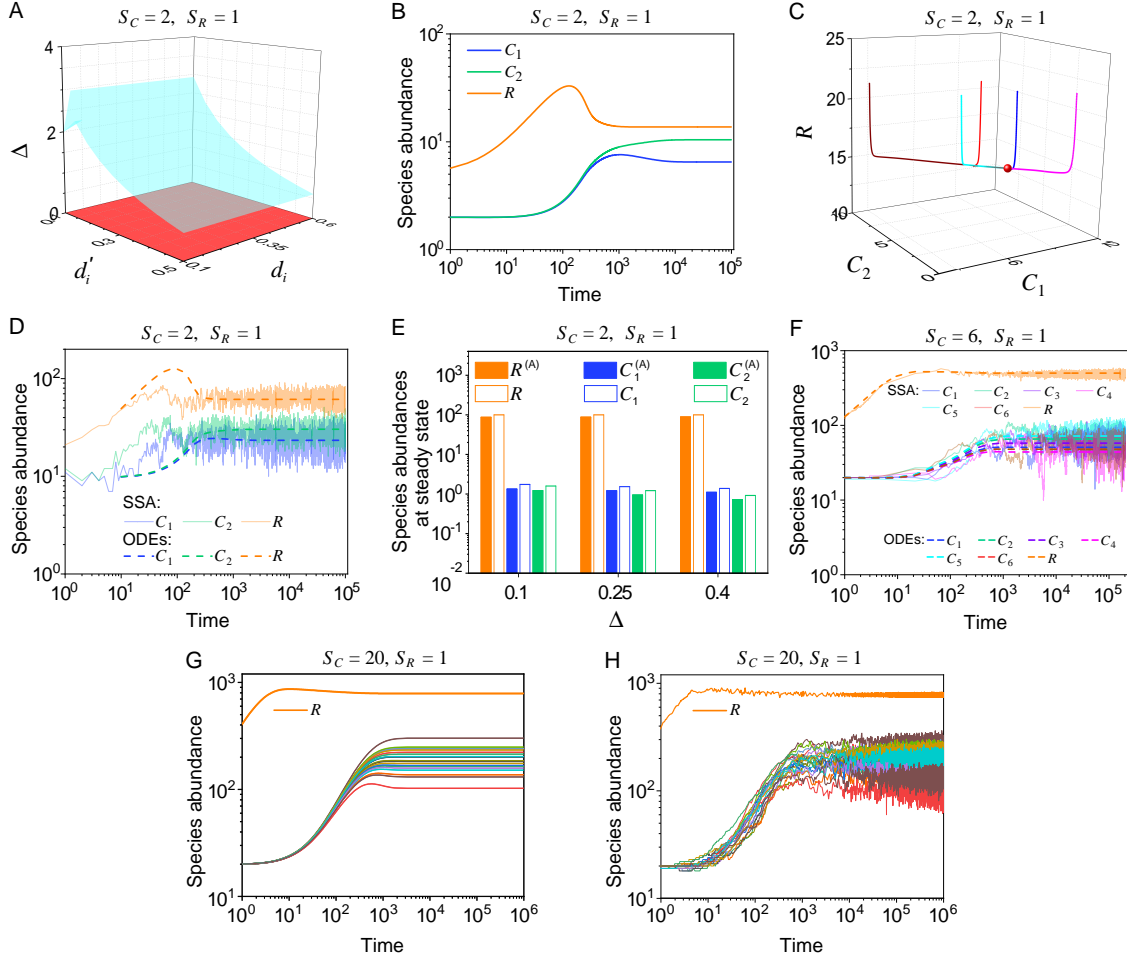 A
S_C = 2, S_R = 1
4
2
0
Δ
0.3
0.5
d_i'
0.1
0.35
0.6
d_i
B
S_C = 2, S_R = 1
10^2
10^1
10^0
Species abundance
C_1
C_2
R
10^0 10^1 10^2 10^3 10^4 10^5
Time
C
S_C = 2, S_R = 1
25
20
15
10
R
C_2
0
6
C_1
D
S_C = 2, S_R = 1
10^2
10^1
10^0
Species abundance
SSA:
C_1 C_2 R
ODEs:
C_1 C_2 R
10^0 10^1 10^2 10^3 10^4 10^5
Time
E
S_C = 2, S_R = 1
R^(A) C_1^(A) C_2^(A)
R C_1 C_2
10^2
10^1
10^0
10^-1
10^-2
Species abundances
at steady state
0.1 0.25 0.4
Δ
F
S_C = 6, S_R = 1
10^3
10^2
10^1
10^0
Species abundance
SSA: C_1 C_2 C_3 C_4
C_5 C_6 R
ODEs: C_1 C_2 C_3 C_4
C_5 C_6 R
10^0 10^1 10^2 10^3 10^4 10^5
Time
G
S_C = 20, S_R = 1
10^3
10^2
10^1
Species abundance
R
10^0 10^1 10^2 10^3 10^4 10^5 10^6
Time
H
S_C = 20, S_R = 1
10^3
10^2
10^1
Species abundance
R
10^0 10^1 10^2 10^3 10^4 10^5 10^6
Time